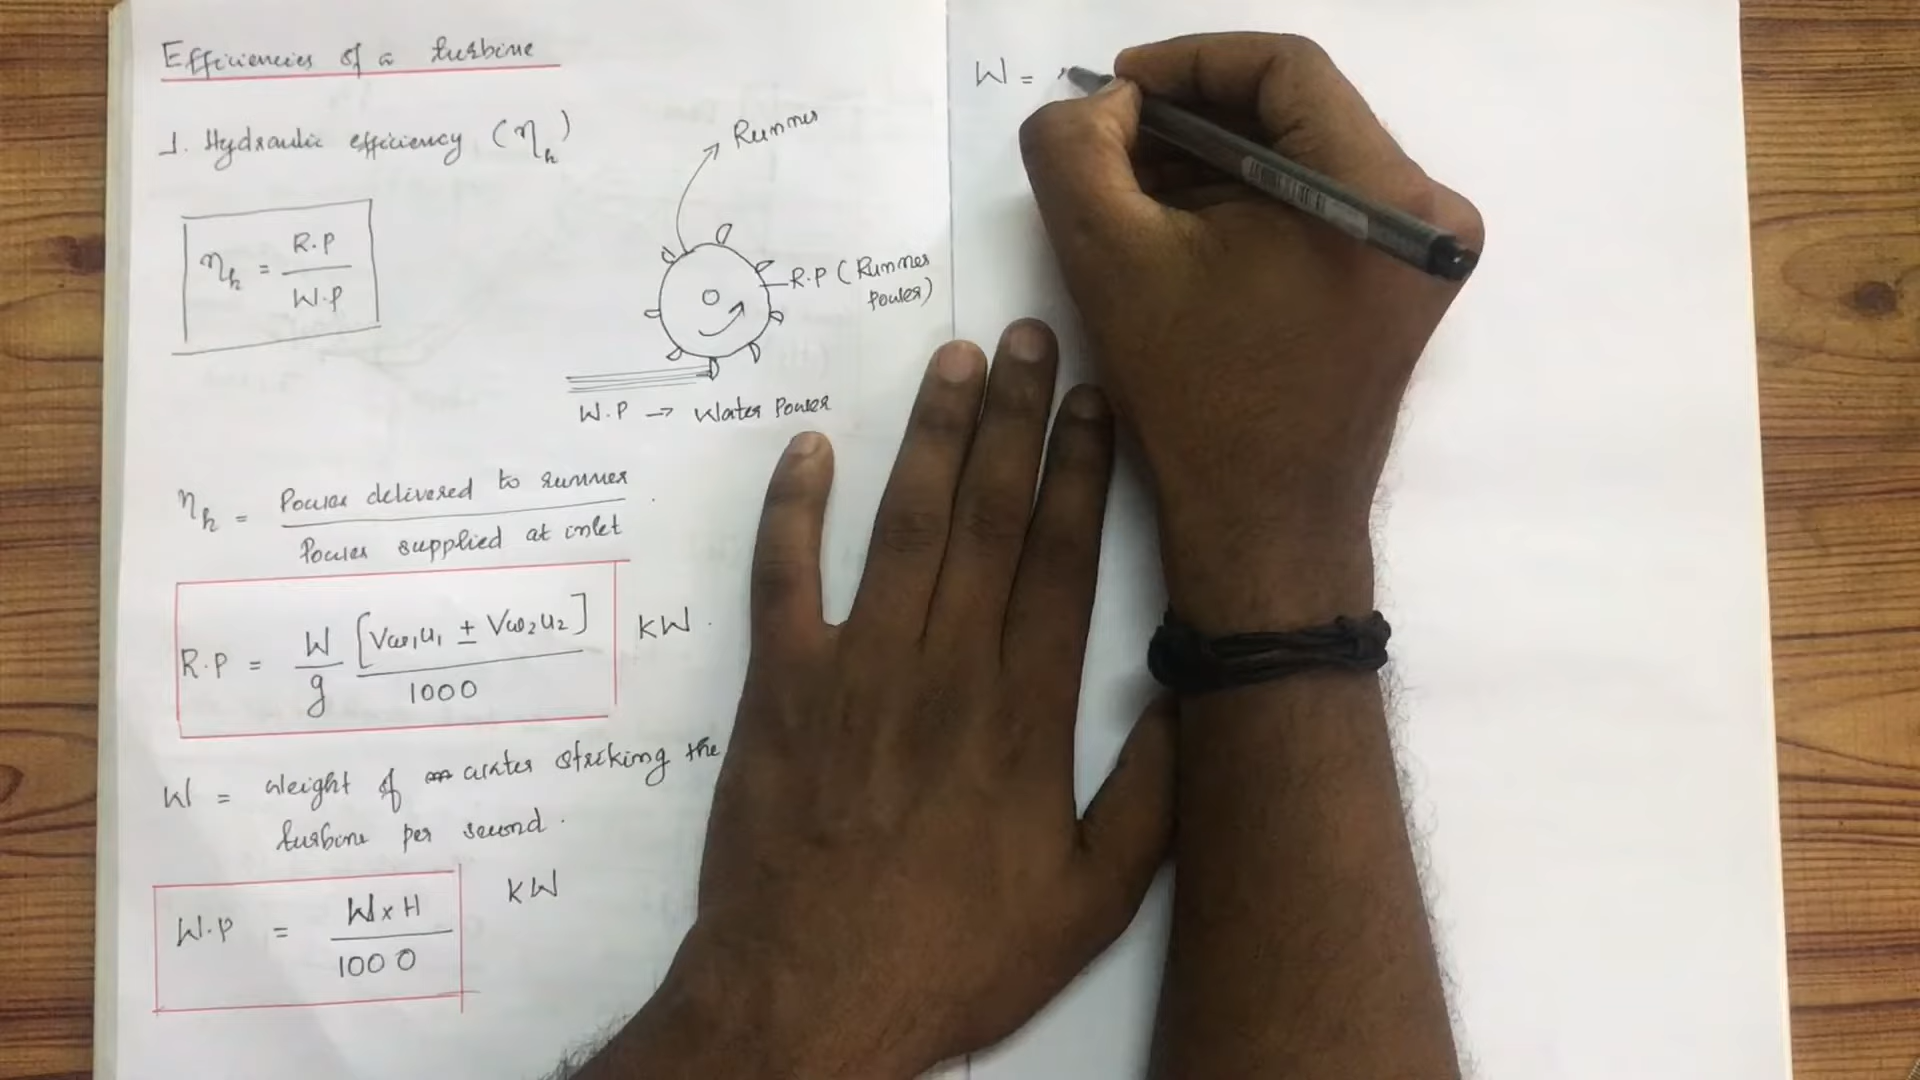 Efficiencies of a turbine
1. Hydraulic efficiency (ηh)
Runner
ηh = R.P / W.P
R.P (Runner
Power)
W.P → Water Power
ηh = Power delivered to runner / Power supplied at inlet
R.P = W/g [Vw1u1 ± Vw2u2] / 1000 KW.
W = weight of water striking the
turbine per second.
W.P = W x H / 1000 KW
W =